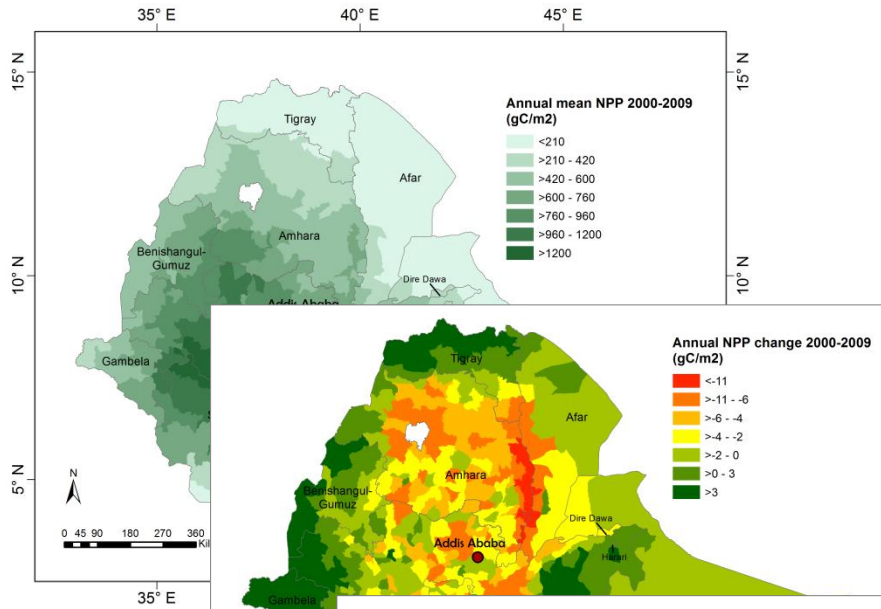 35° E
40° E
45° E
15° N
15° N
Annual mean NPP 2000-2009
(gC/m2)
<210
>210 - 420
>420 - 600
>600 - 760
>760 - 960
>960 - 1200
>1200
Tigray
Afar
Amhara
Benishangul-
Gumuz
10° N
10° N
Dire Dawa
Addis Ababa
Gambela
S
5° N
N
0 45 90 180 270 360
Kil
35° E
Annual NPP change 2000-2009
(gC/m2)
<-11
>-11 - -6
>-6 - -4
>-4 - -2
>-2 - 0
>0 - 3
>3
Tigray
Afar
Amhara
Benishangul-
Gumuz
Dire Dawa
Addis Ababa
Harari
Gambela